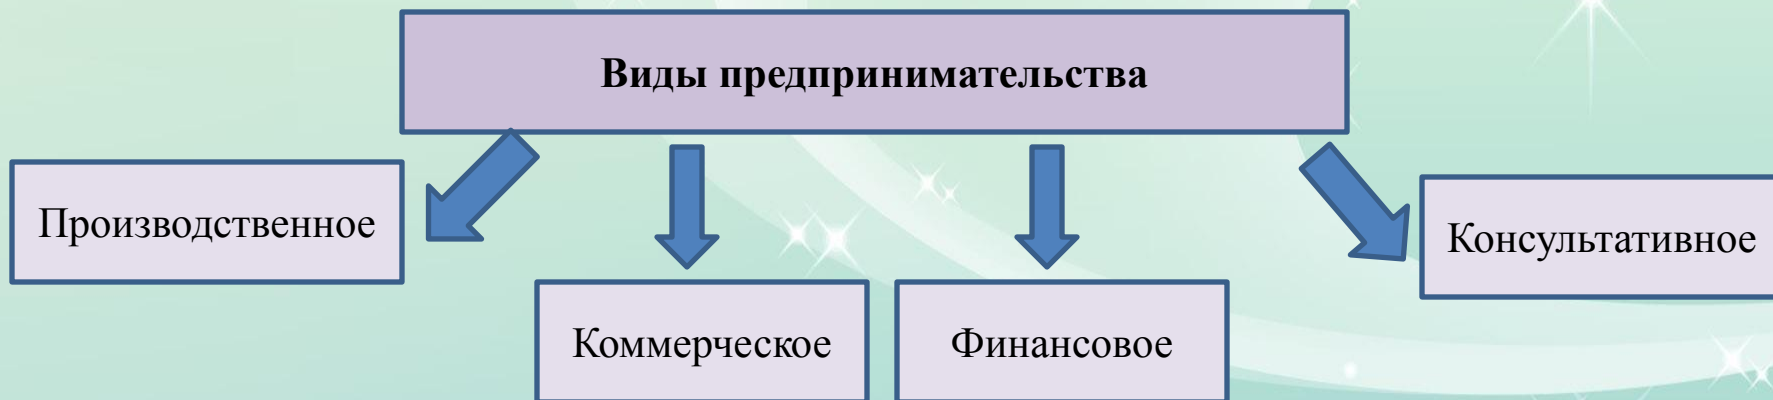 Виды предпринимательства
Производственное
Коммерческое
Финансовое
Консультативное